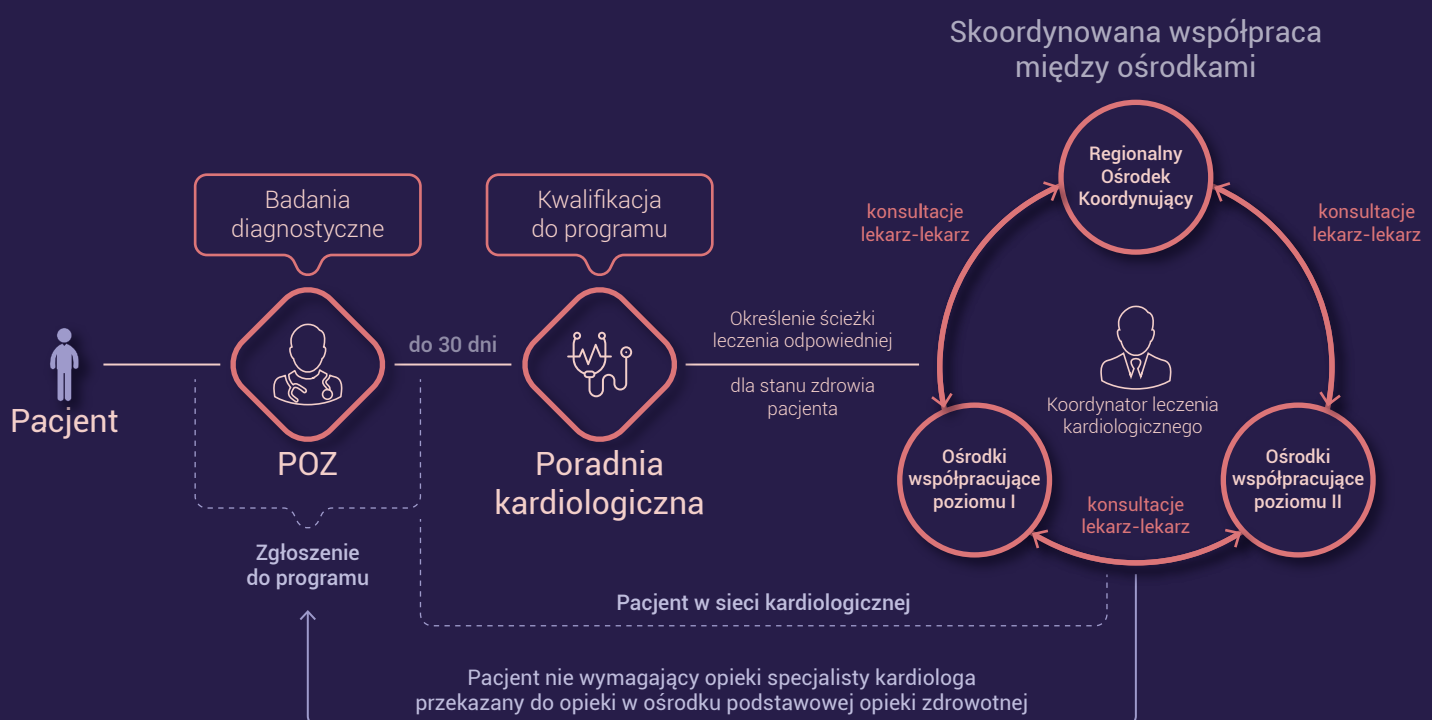 Skoordynowana współpraca
między ośrodkami
Regionalny
Ośrodek
Koordynujący
Badania
diagnostyczne
Kwalifikacja
do programu
konsultacje
lekarz-lekarz
konsultacje
lekarz-lekarz
Pacjent
do 30 dni
Określenie ścieżki
leczenia odpowiedniej
dla stanu zdrowia
pacjenta
Koordynator leczenia
kardiologicznego
POZ
Poradnia
kardiologiczna
Ośrodki
współpracujące
poziomu I
Ośrodki
współpracujące
poziomu II
konsultacje
lekarz-lekarz
Zgłoszenie
do programu
Pacjent w sieci kardiologicznej
Pacjent nie wymagający opieki specjalisty kardiologa
przekazany do opieki w ośrodku podstawowej opieki zdrowotnej